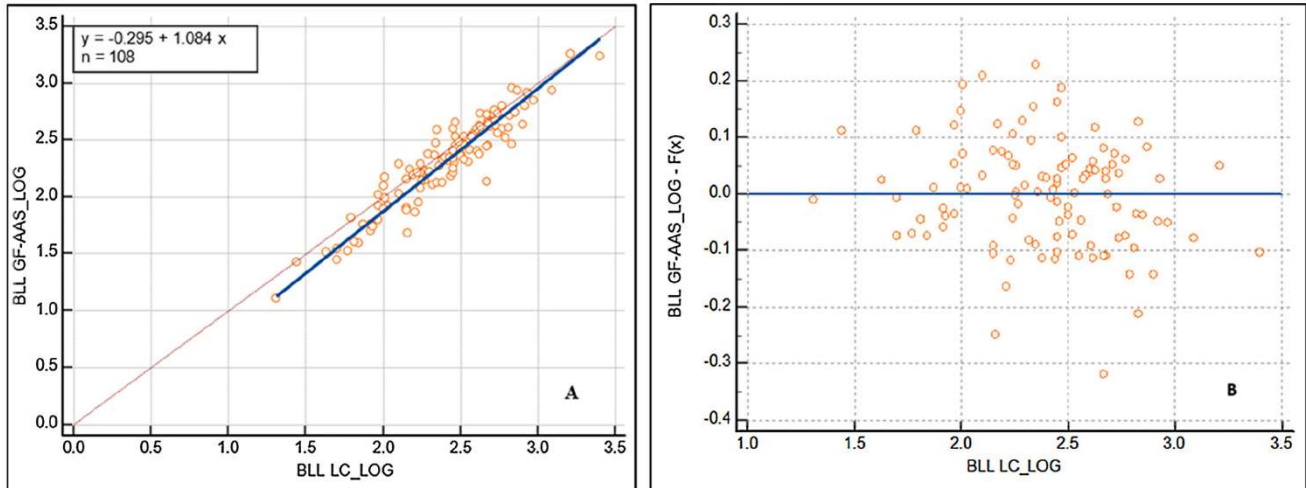 3.5
y = -0.295 + 1.084 x
n = 108
3.0
2.5
2.0
1.5
1.0
0.5
0.0
BLL GF-AAS_LOG
A
0.0 0.5 1.0 1.5 2.0 2.5 3.0 3.5
BLL LC_LOG
0.3
0.2
0.1
0.0
-0.1
-0.2
-0.3
-0.4
BLL GF-AAS_LOG - F(x)
B
1.0 1.5 2.0 2.5 3.0 3.5
BLL LC_LOG